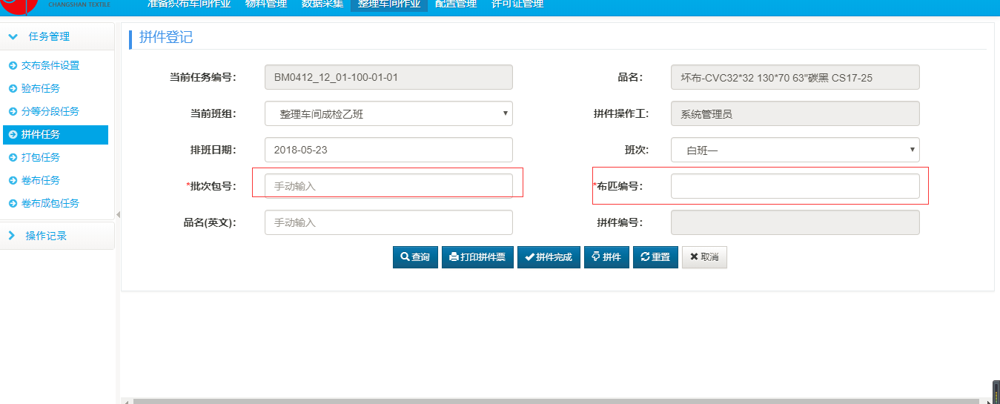 CHANGSHAN TEXTILE
准备织布车间作业 物料管理 数据采集 整理车间作业 配置管理 许可证管理
任务管理
交布条件设置
验布任务
分等分段任务
拼件任务
打包任务
卷布任务
卷布成包任务
操作记录
拼件登记
当前任务编号: BM0412_12_01-100-01-01 品名: 坯布-CVC32*32 130*70 63"碳黑 CS17-25
当前班组: 整理车间成检乙班 拼件操作工: 系统管理员
排班日期: 2018-05-23 班次: 白班一
*批次包号: 手动输入 *布匹编号:
品名(英文): 手动输入 拼件编号:
查询 打印拼件票 拼件完成 拼件 重置 取消